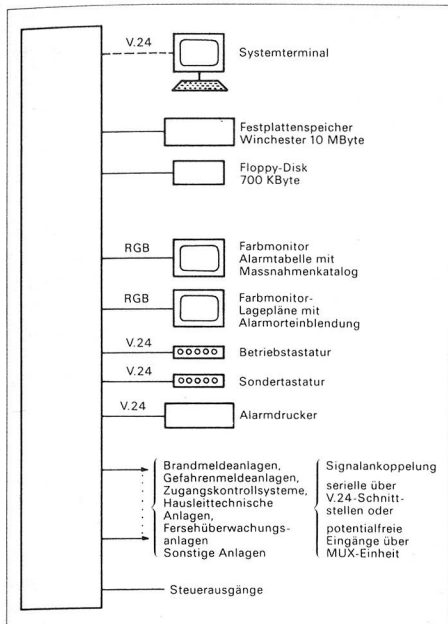 V.24
Systemterminal
Festplattenspeicher
Winchester 10 MByte
Floppy-Disk
700 KByte
RGB
Farbmonitor
Alarmtabelle mit
Massnahmenkatalog
RGB
Farbmonitor-
Lagepläne mit
Alarmorteinblendung
V.24
Betriebstastatur
V.24
Sondertastatur
V.24
Alarmdrucker
Brandmeldeanlagen,
Gefahrenmeldeanlagen,
Zugangskontrollsysteme,
Hausleittechnische
Anlagen,
Fersehüberwachungs-
anlagen
Sonstige Anlagen
Signalankoppelung
serielle über
V.24-Schnitt-
stellen oder
potentialfreie
Eingänge über
MUX-Einheit
Steuerausgänge